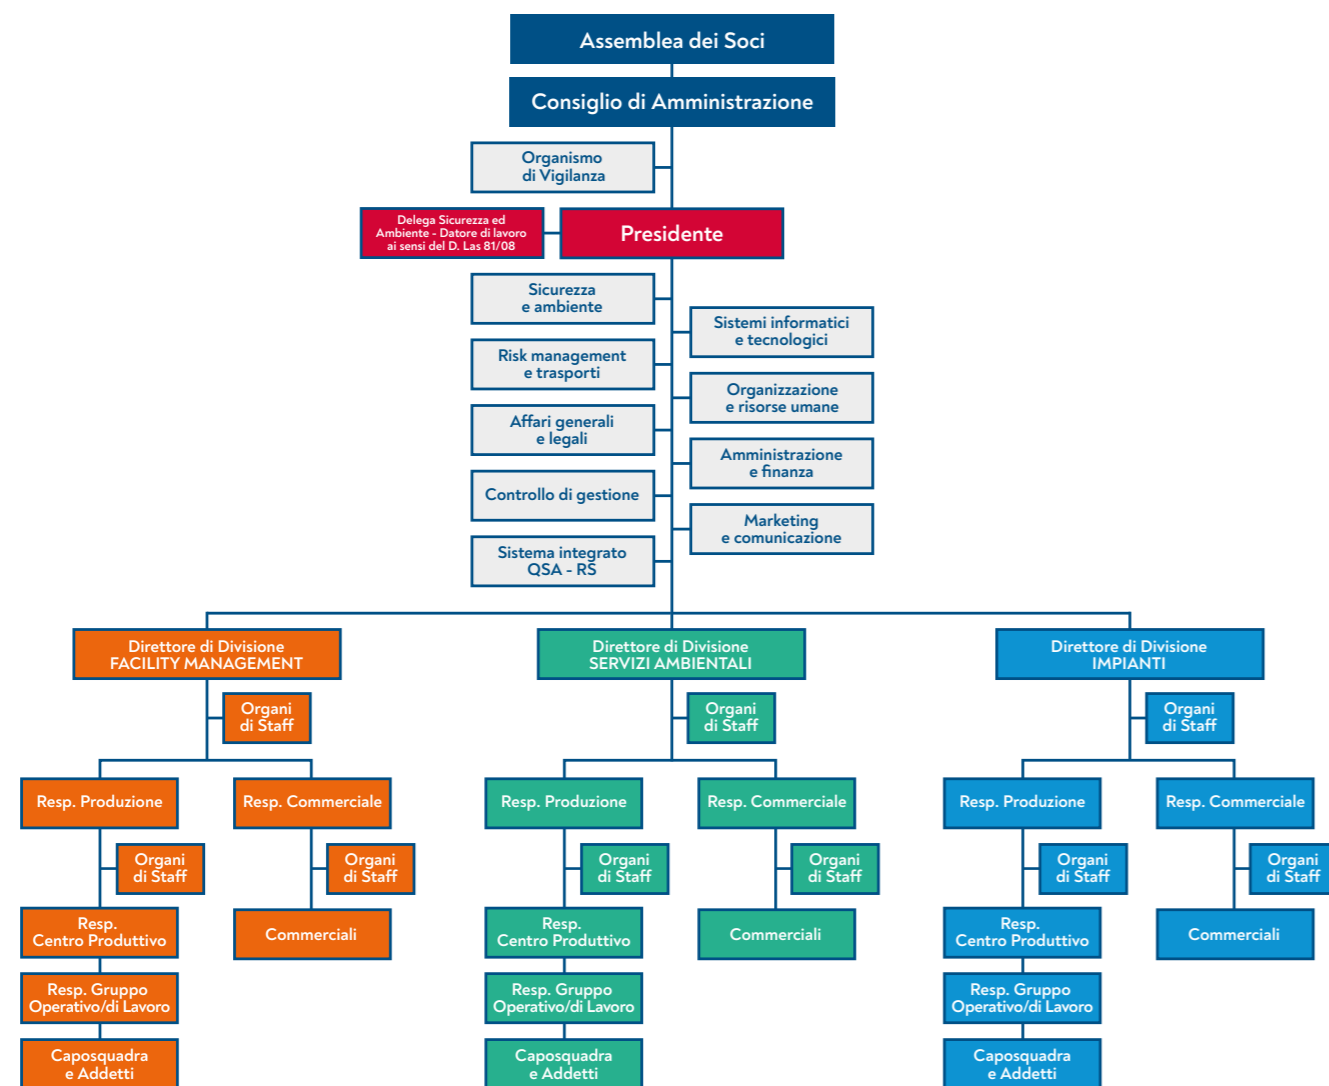 Assemblea dei Soci
Consiglio di Amministrazione
Organismo
di Vigilanza
Delega Sicurezza ed
Ambiente - Datore di lavoro
ai sensi del D. Las 81/08
Presidente
Sicurezza
e ambiente
Sistemi informatici
e tecnologici
Risk management
e trasporti
Organizzazione
e risorse umane
Affari generali
e legali
Amministrazione
e finanza
Controllo di gestione
Marketing
e comunicazione
Sistema integrato
QSA - RS
Direttore di Divisione
FACILITY MANAGEMENT
Organi
di Staff
Resp. Produzione
Resp. Commerciale
Organi
di Staff
Organi
di Staff
Resp.
Centro Produttivo
Commerciali
Resp. Gruppo
Operativo/di Lavoro
Caposquadra
e Addetti
Direttore di Divisione
SERVIZI AMBIENTALI
Organi
di Staff
Resp. Produzione
Resp. Commerciale
Organi
di Staff
Organi
di Staff
Resp.
Centro Produttivo
Commerciali
Resp. Gruppo
Operativo/di Lavoro
Caposquadra
e Addetti
Direttore di Divisione
IMPIANTI
Organi
di Staff
Resp. Produzione
Resp. Commerciale
Organi
di Staff
Organi
di Staff
Resp.
Centro Produttivo
Commerciali
Resp. Gruppo
Operativo/di Lavoro
Caposquadra
e Addetti